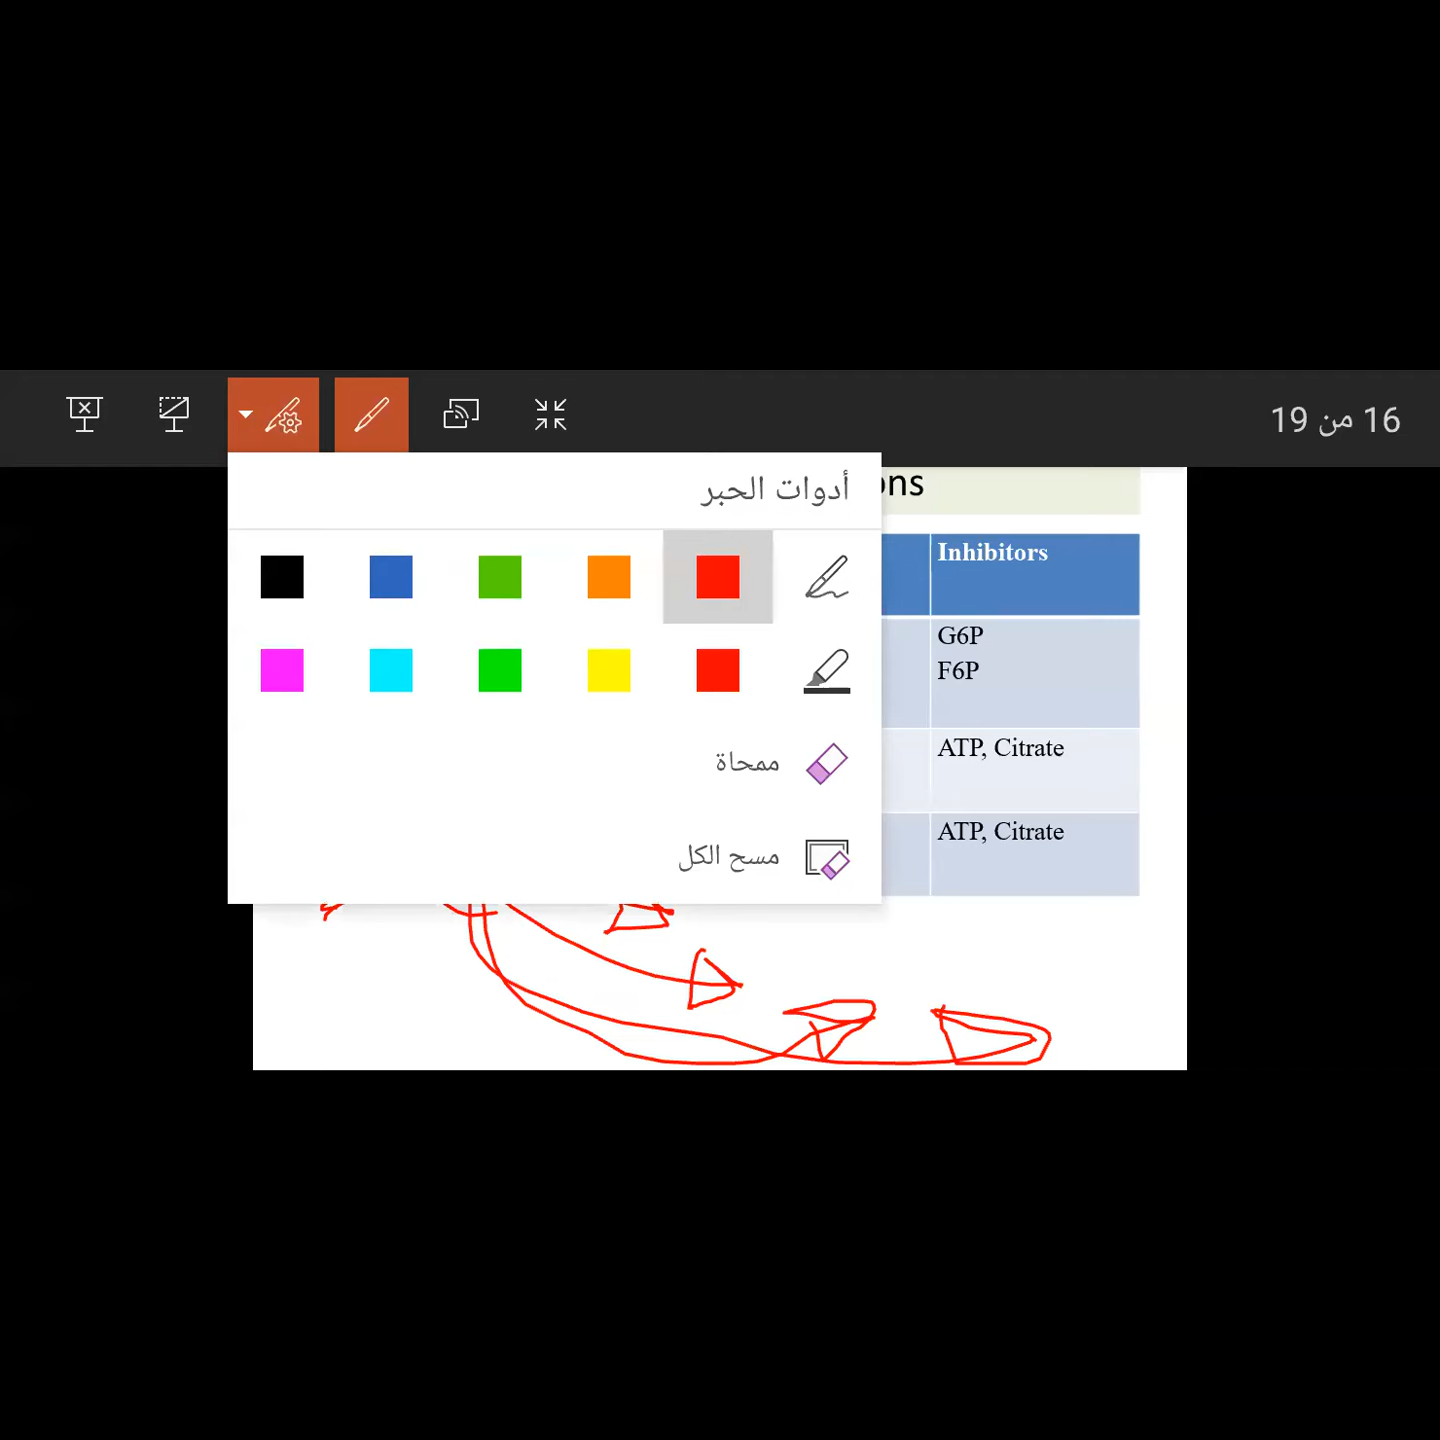 16 من 19
ons
أدوات الحبر
Inhibitors
G6P
F6P
ATP, Citrate
ممحاة
ATP, Citrate
مسح الكل